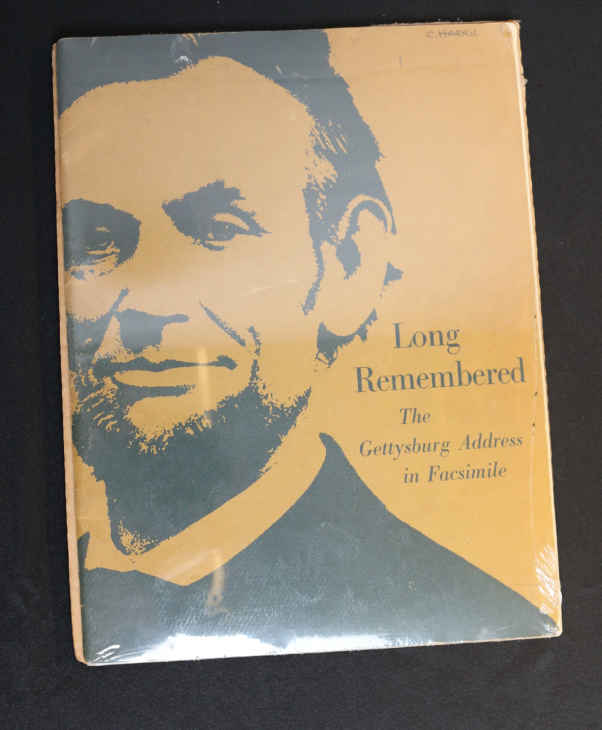 Long
Remembered
The
Gettysburg Address
in Facsimile